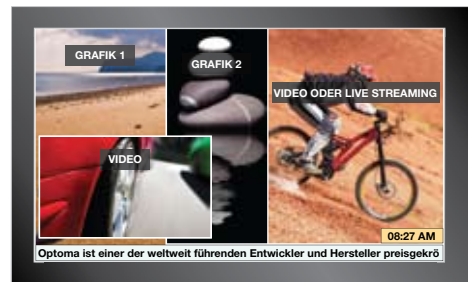 GRAFIK 1
GRAFIK 2
VIDEO ODER LIVE STREAMING
VIDEO
08:27 AM
Optoma ist einer der weltweit führenden Entwickler und Hersteller preisgekrö